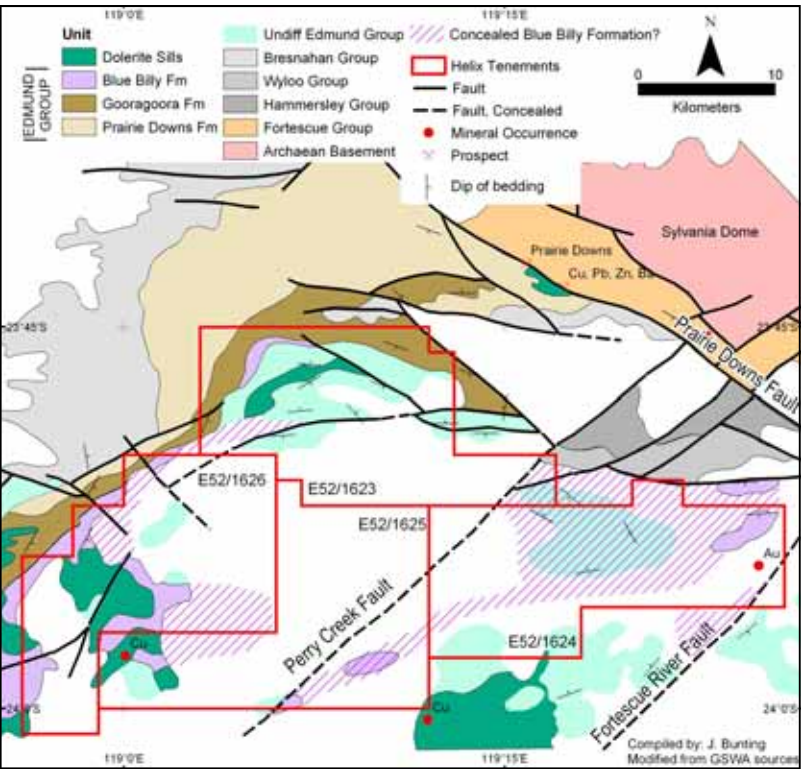 119°0'E 119°15'E
Unit
EDMUND GROUP
Dolerite Sills
Blue Billy Fm
Gooragoora Fm
Prairie Downs Fm
Undiff Edmund Group
Bresnahan Group
Wyloo Group
Hammersley Group
Fortescue Group
Archaean Basement
Concealed Blue Billy Formation?
Helix Tenements
Fault
Fault, Concealed
Mineral Occurrence
Prospect
Dip of bedding
N
0 10
Kilometers
Sylvania Dome
Prairie Downs
Cu, Pb, Zn, Ba
23°45'S
Prairie Downs Fault
E52/1626
E52/1623
E52/1625
Au
Perry Creek Fault
E52/1624
Cu
Fortescue River Fault
Cu
24°0'S
Compiled by: J. Bunting
Modified from GSWA sources
119°0'E 119°15'E